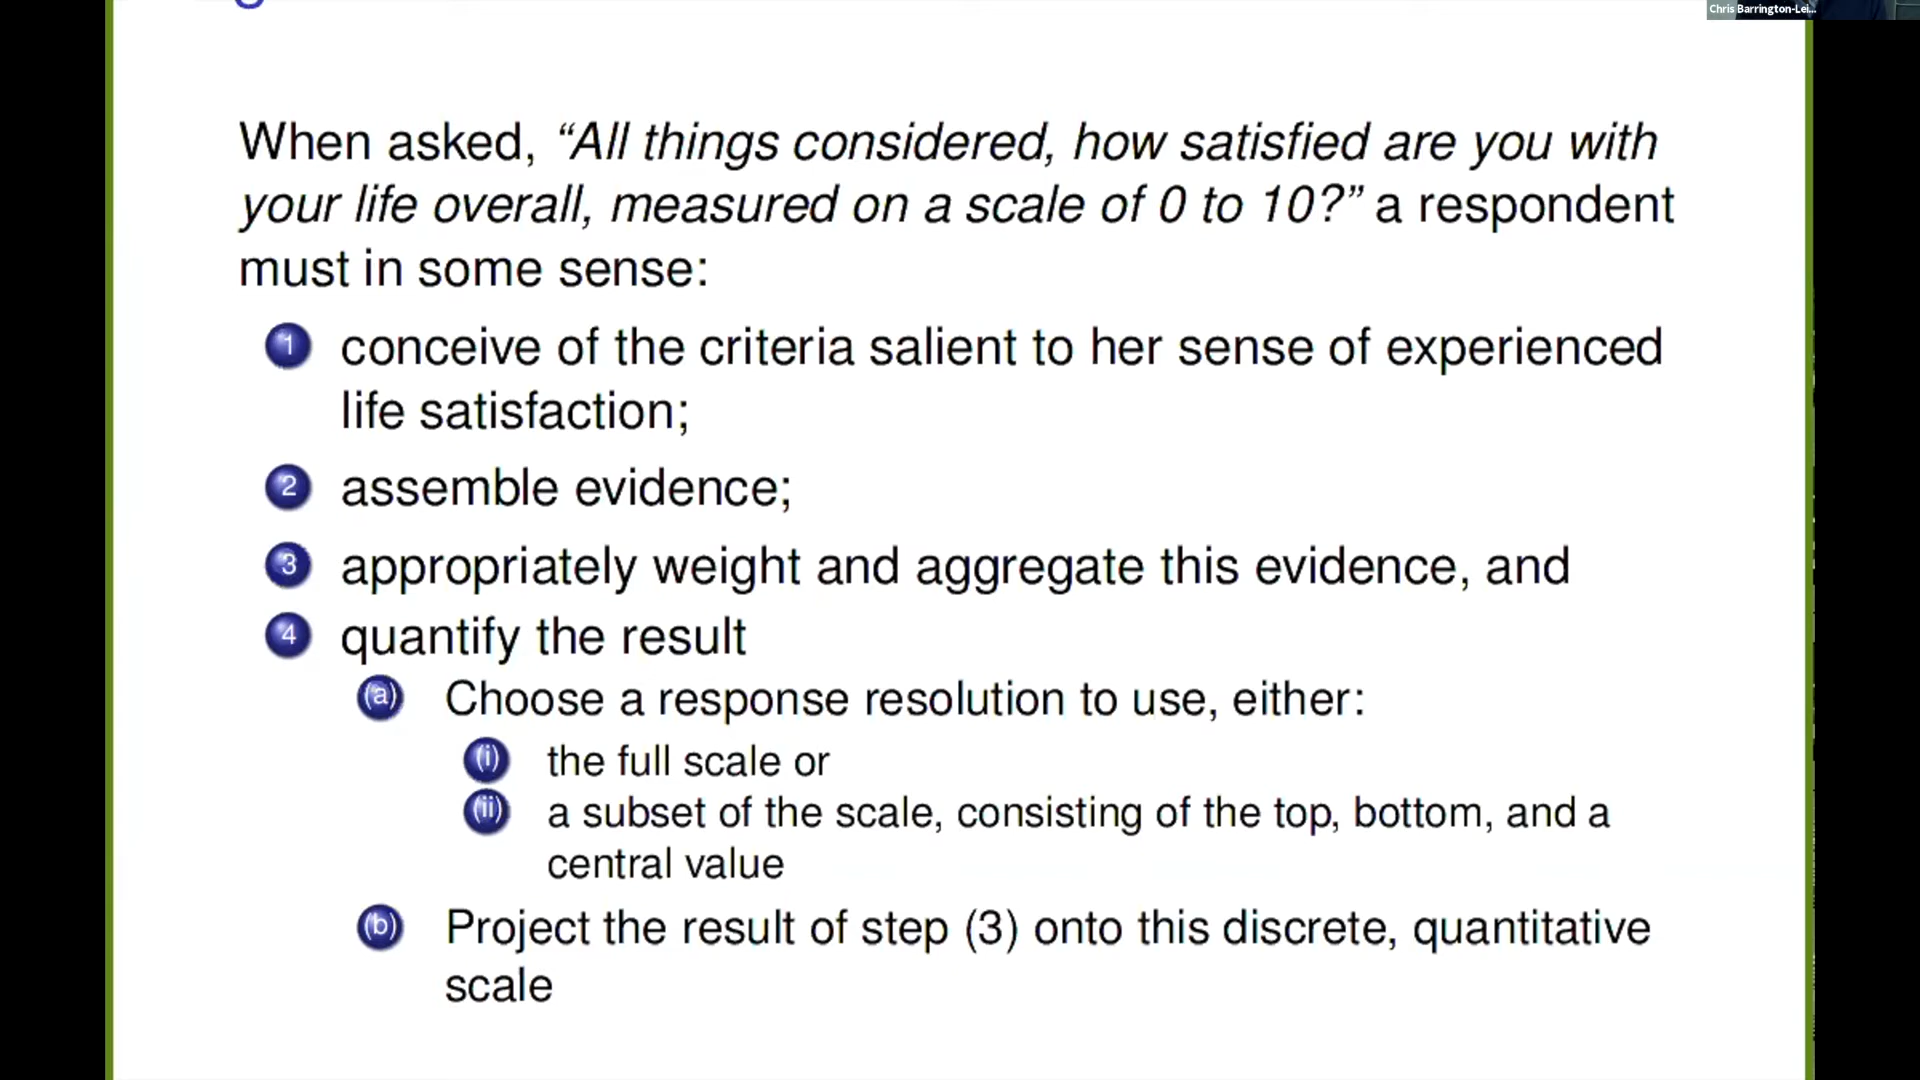 Chris Barrington-Lei...
When asked, “All things considered, how satisfied are you with
your life overall, measured on a scale of 0 to 10?” a respondent
must in some sense:
1 conceive of the criteria salient to her sense of experienced
life satisfaction;
2 assemble evidence;
3 appropriately weight and aggregate this evidence, and
4 quantify the result
(a) Choose a response resolution to use, either:
(i) the full scale or
(ii) a subset of the scale, consisting of the top, bottom, and a
central value
(b) Project the result of step (3) onto this discrete, quantitative
scale